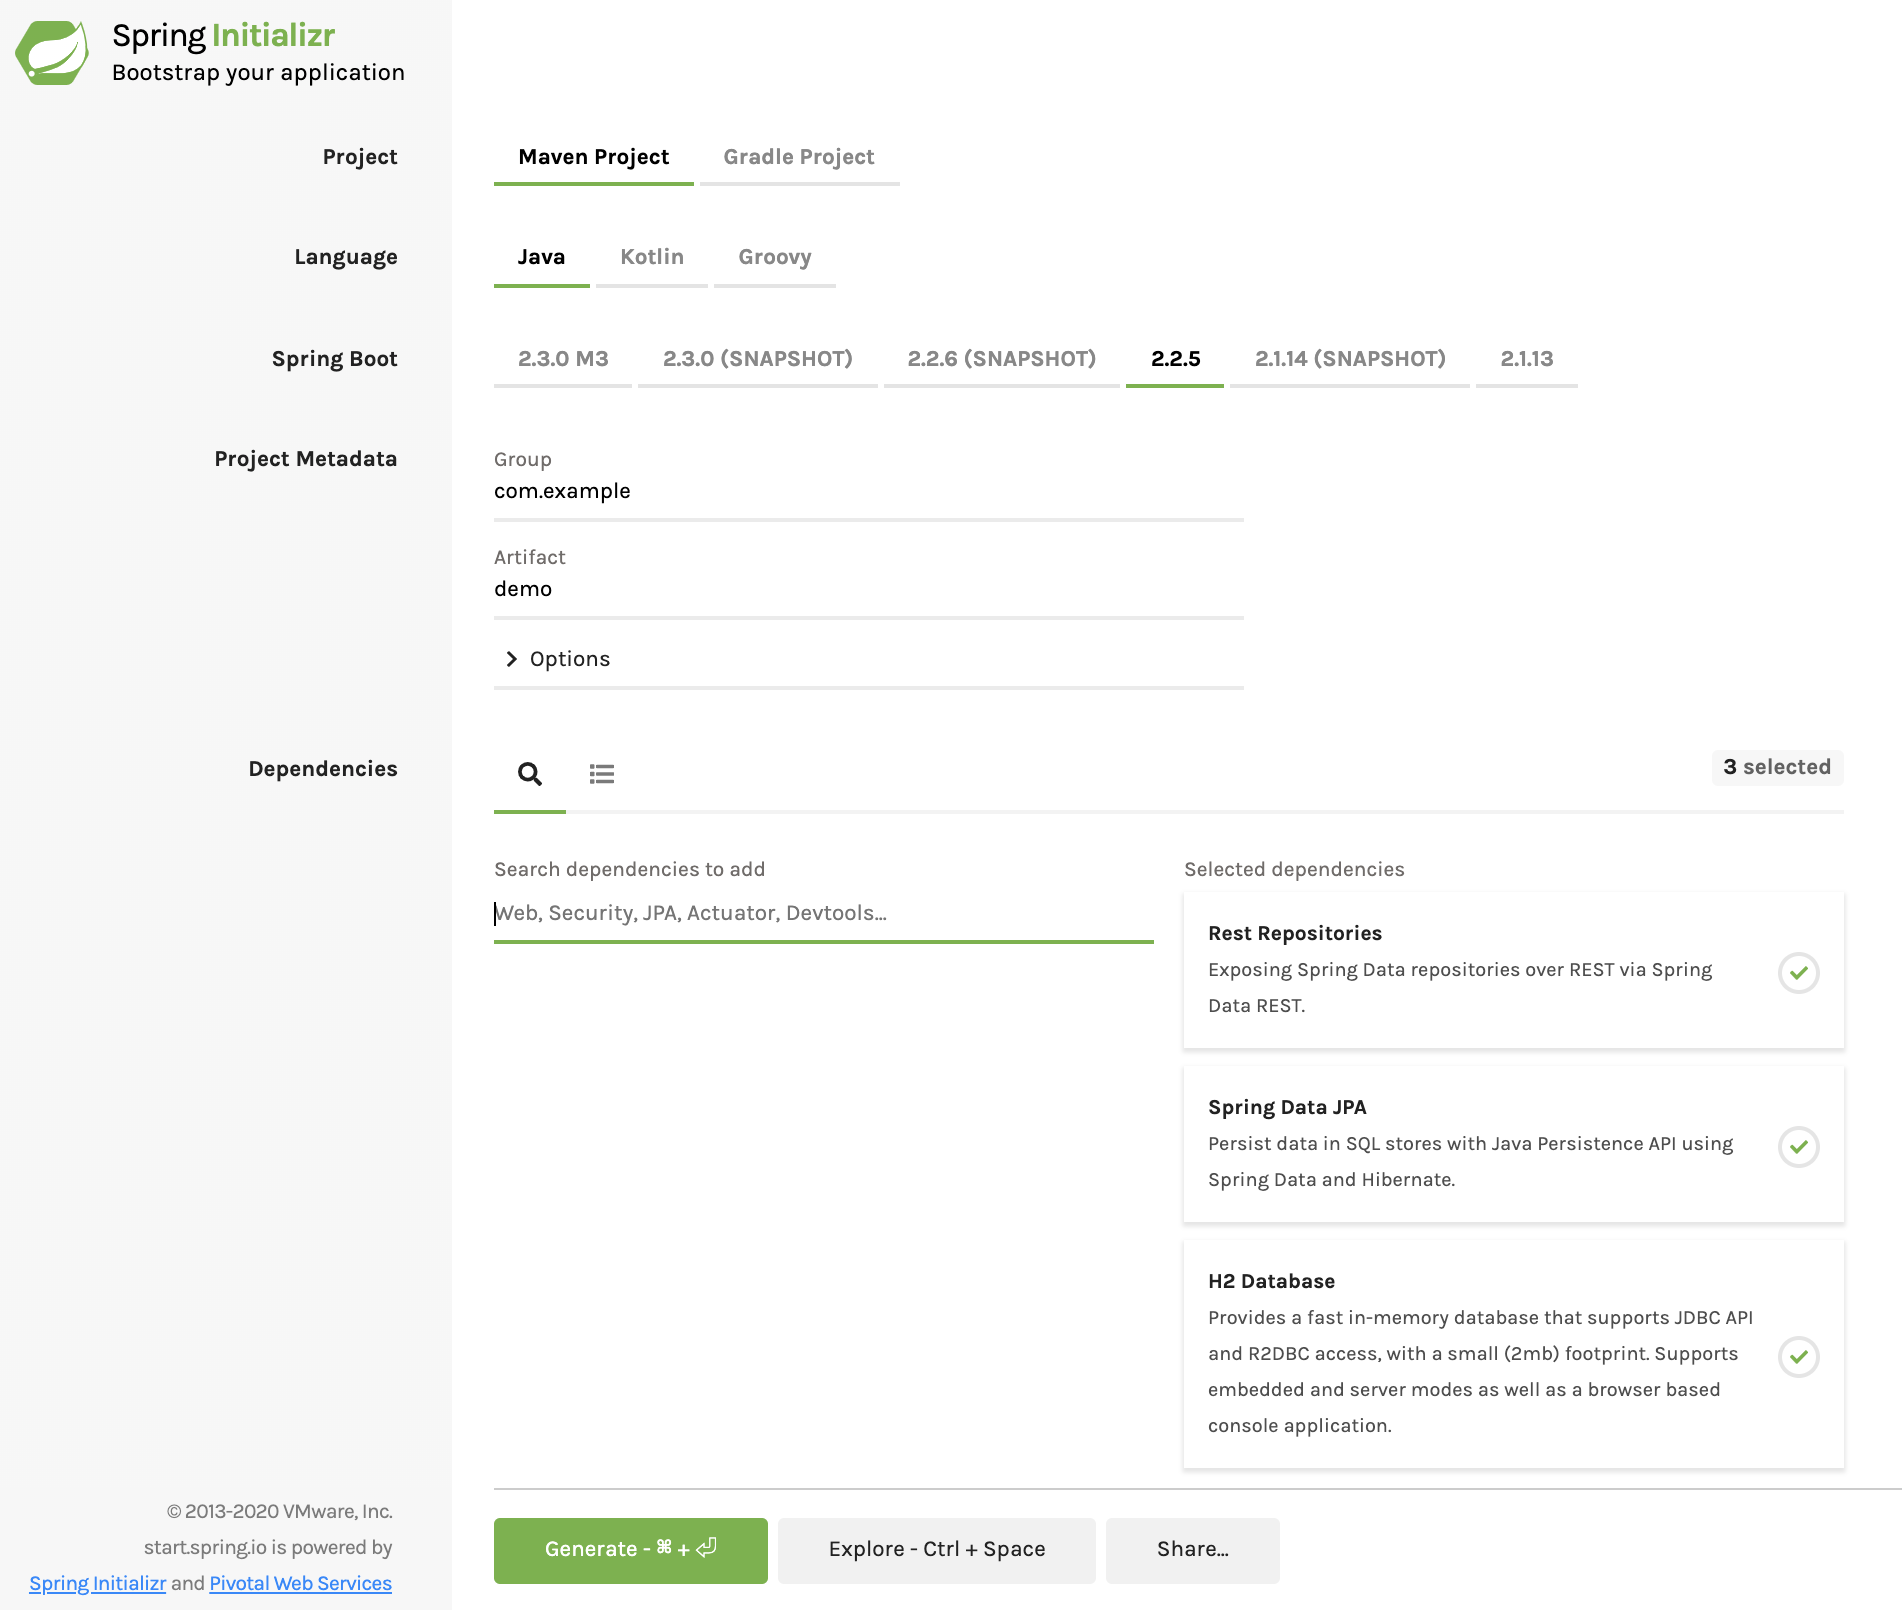 Spring Initializr
Bootstrap your application
Project
Maven Project Gradle Project
Language
Java Kotlin Groovy
Spring Boot
2.3.0 M3 2.3.0 (SNAPSHOT) 2.2.6 (SNAPSHOT) 2.2.5 2.1.14 (SNAPSHOT) 2.1.13
Project Metadata
Group
com.example
Artifact
demo
Options
Dependencies
3 selected
Search dependencies to add
Web, Security, JPA, Actuator, Devtools...
Selected dependencies
Rest Repositories
Exposing Spring Data repositories over REST via Spring
Data REST.
Spring Data JPA
Persist data in SQL stores with Java Persistence API using
Spring Data and Hibernate.
H2 Database
Provides a fast in-memory database that supports JDBC API
and R2DBC access, with a small (2mb) footprint. Supports
embedded and server modes as well as a browser based
console application.
© 2013-2020 VMware, Inc.
start.spring.io is powered by
Spring Initializr and Pivotal Web Services
Generate - ⌘ + ⏎
Explore - Ctrl + Space
Share...